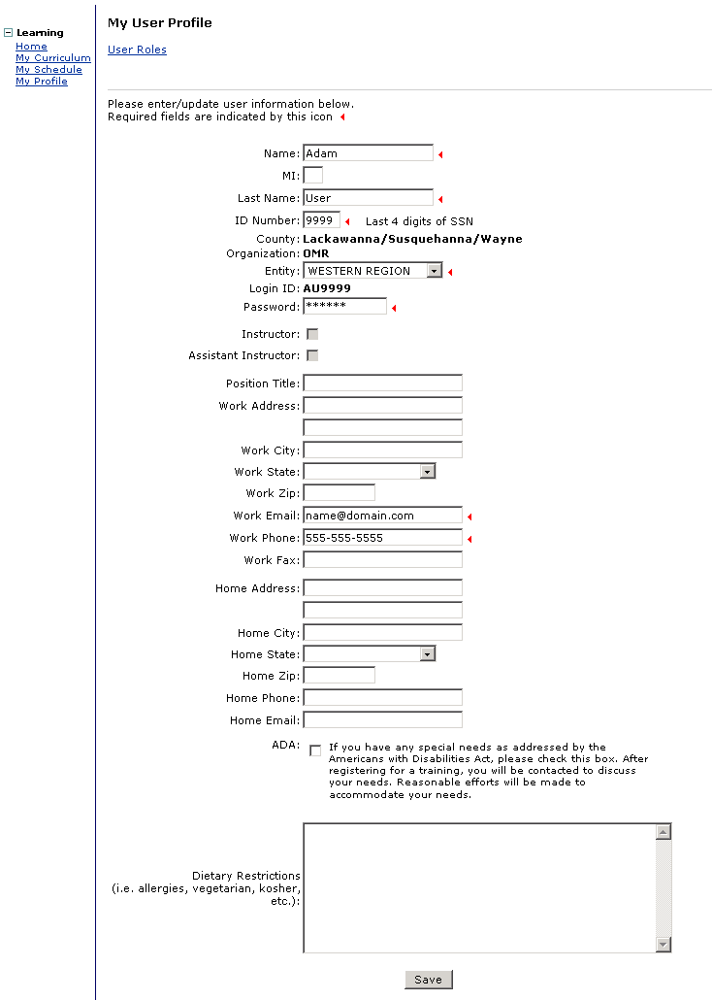 Learning
Home
My Curriculum
My Schedule
My Profile
My User Profile
User Roles
Please enter/update user information below.
Required fields are indicated by this icon
Name: Adam
MI:
Last Name: User
ID Number: 9999 Last 4 digits of SSN
County: Lackawanna/Susquehanna/Wayne
Organization: OMR
Entity: WESTERN REGION
Login ID: AU9999
Password: ******
Instructor:
Assistant Instructor:
Position Title:
Work Address:
Work City:
Work State:
Work Zip:
Work Email: name@domain.com
Work Phone: 555-555-5555
Work Fax:
Home Address:
Home City:
Home State:
Home Zip:
Home Phone:
Home Email:
ADA: If you have any special needs as addressed by the
Americans with Disabilities Act, please check this box. After
registering for a training, you will be contacted to discuss
your needs. Reasonable efforts will be made to
accommodate your needs.
Dietary Restrictions
(i.e. allergies, vegetarian, kosher,
etc.):
Save